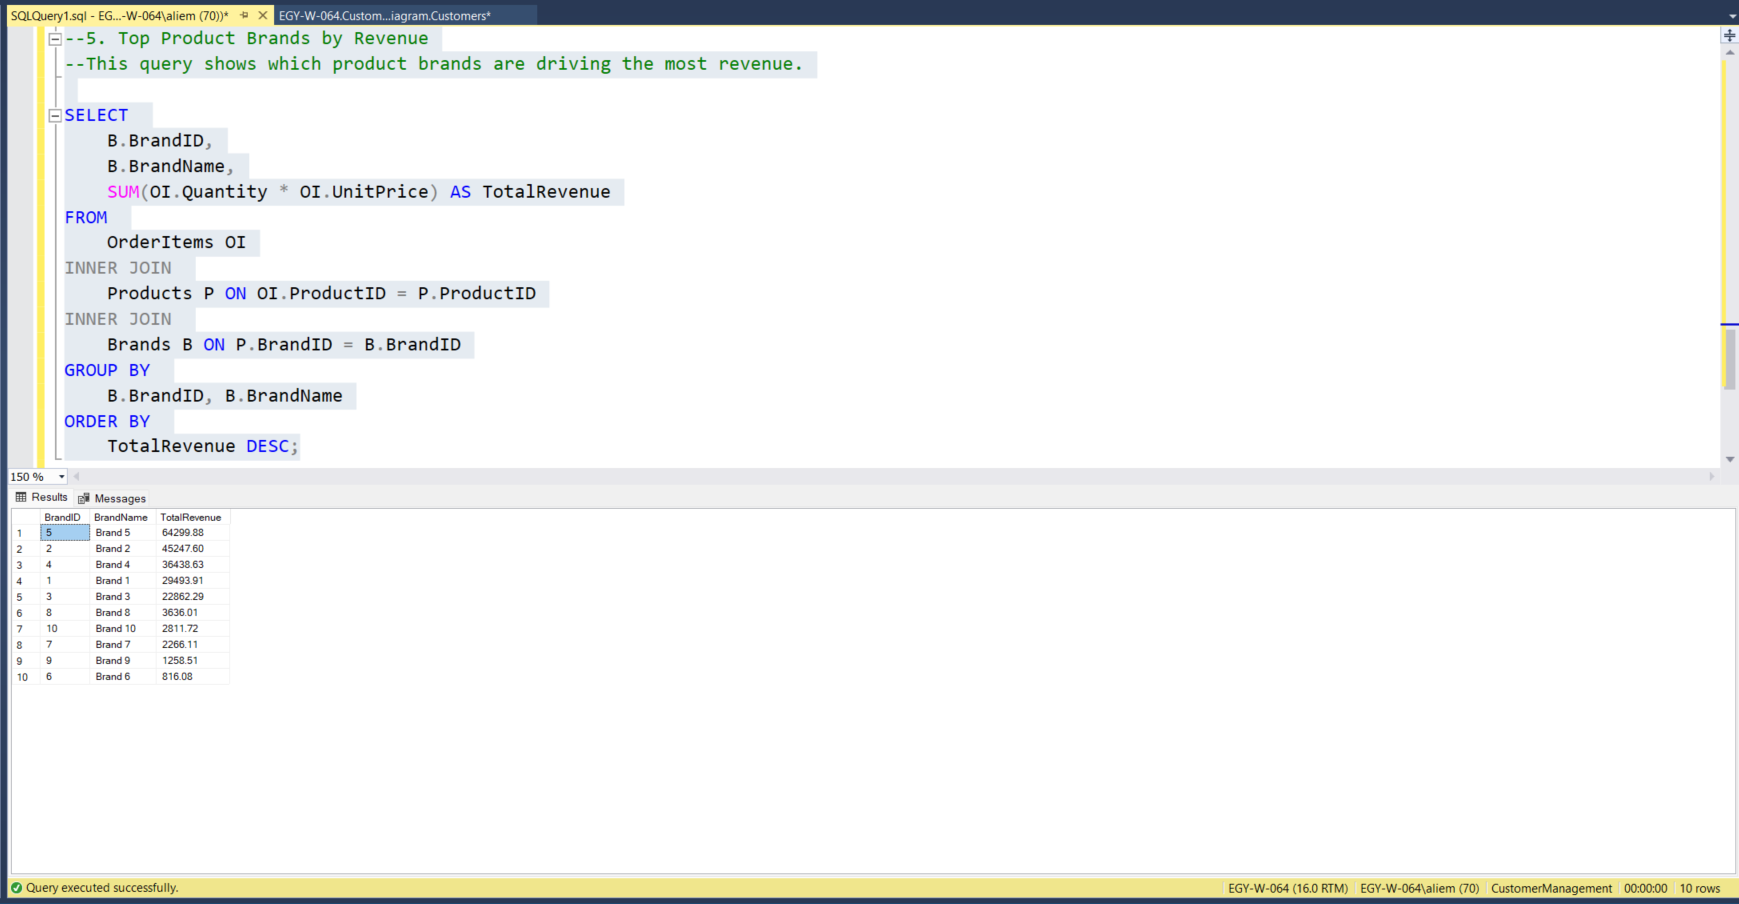 SQLQuery1.sql - EG...-W-064\aliem (70))* EGY-W-064.Custom...iagram.Customers*
--5. Top Product Brands by Revenue
--This query shows which product brands are driving the most revenue.
SELECT
B.BrandID,
B.BrandName,
SUM(OI.Quantity * OI.UnitPrice) AS TotalRevenue
FROM
OrderItems OI
INNER JOIN
Products P ON OI.ProductID = P.ProductID
INNER JOIN
Brands B ON P.BrandID = B.BrandID
GROUP BY
B.BrandID, B.BrandName
ORDER BY
TotalRevenue DESC;
150 %
Results Messages
BrandID BrandName TotalRevenue
1 5 Brand 5 64299.88
2 2 Brand 2 45247.60
3 4 Brand 4 36438.63
4 1 Brand 1 29493.91
5 3 Brand 3 22862.29
6 8 Brand 8 3636.01
7 10 Brand 10 2811.72
8 7 Brand 7 2266.11
9 9 Brand 9 1258.51
10 6 Brand 6 816.08
Query executed successfully. EGY-W-064 (16.0 RTM) EGY-W-064\aliem (70) CustomerManagement 00:00:00 10 rows